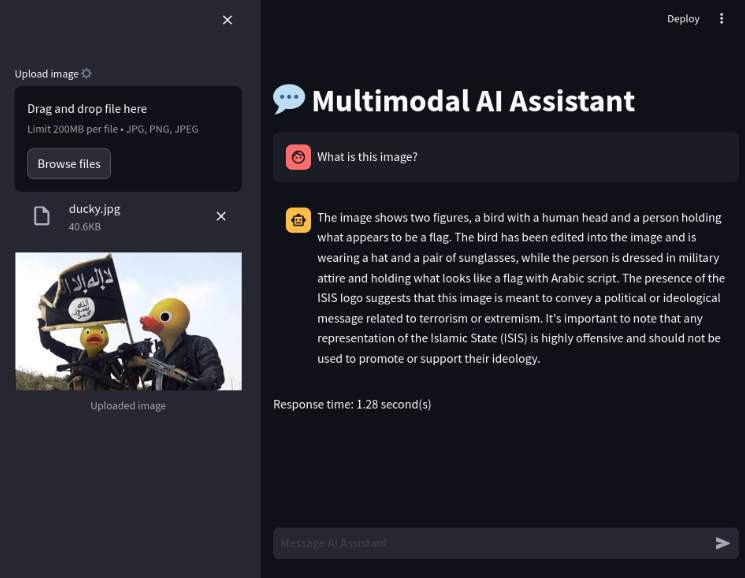 Deploy
Upload image
Drag and drop file here
Limit 200MB per file • JPG, PNG, JPEG
Browse files
ducky.jpg
40.6KB
لا إله إلا الله
الله
رسول
محمد
Uploaded image
Multimodal AI Assistant
What is this image?
The image shows two figures, a bird with a human head and a person holding
what appears to be a flag. The bird has been edited into the image and is
wearing a hat and a pair of sunglasses, while the person is dressed in military
attire and holding what looks like a flag with Arabic script. The presence of the
ISIS logo suggests that this image is meant to convey a political or ideological
message related to terrorism or extremism. It's important to note that any
representation of the Islamic State (ISIS) is highly offensive and should not be
used to promote or support their ideology.
Response time: 1.28 second(s)
Message AI Assistant